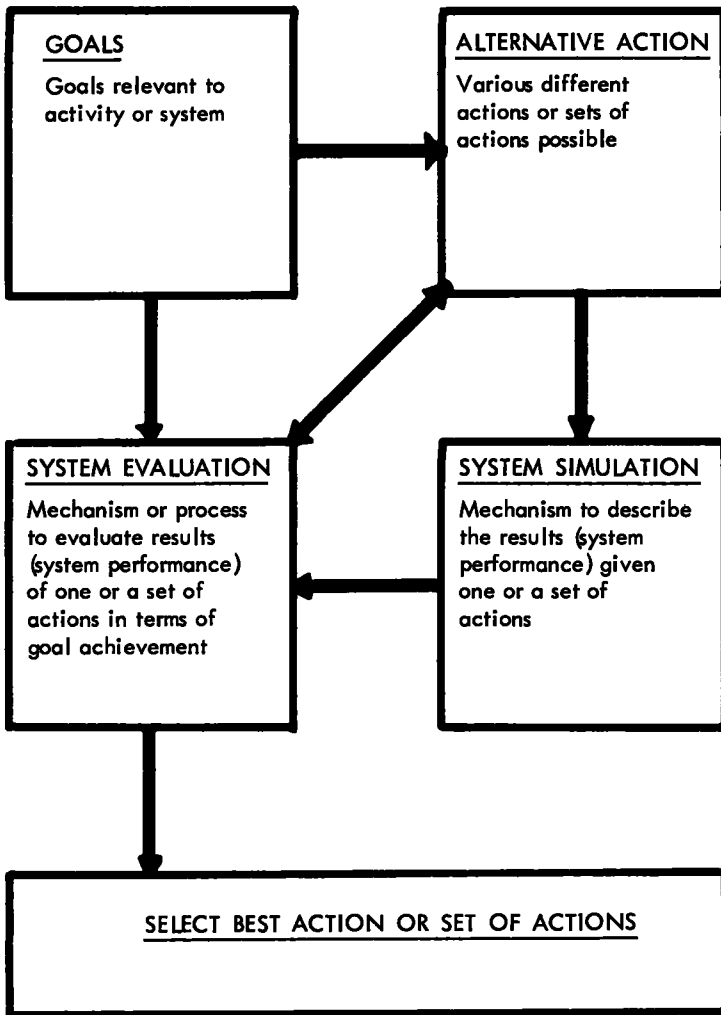 GOALS
Goals relevant to
activity or system
ALTERNATIVE ACTION
Various different
actions or sets of
actions possible
SYSTEM EVALUATION
Mechanism or process
to evaluate results
(system performance)
of one or a set of
actions in terms of
goal achievement
SYSTEM SIMULATION
Mechanism to describe
the results (system
performance) given
one or a set of
actions
SELECT BEST ACTION OR SET OF ACTIONS